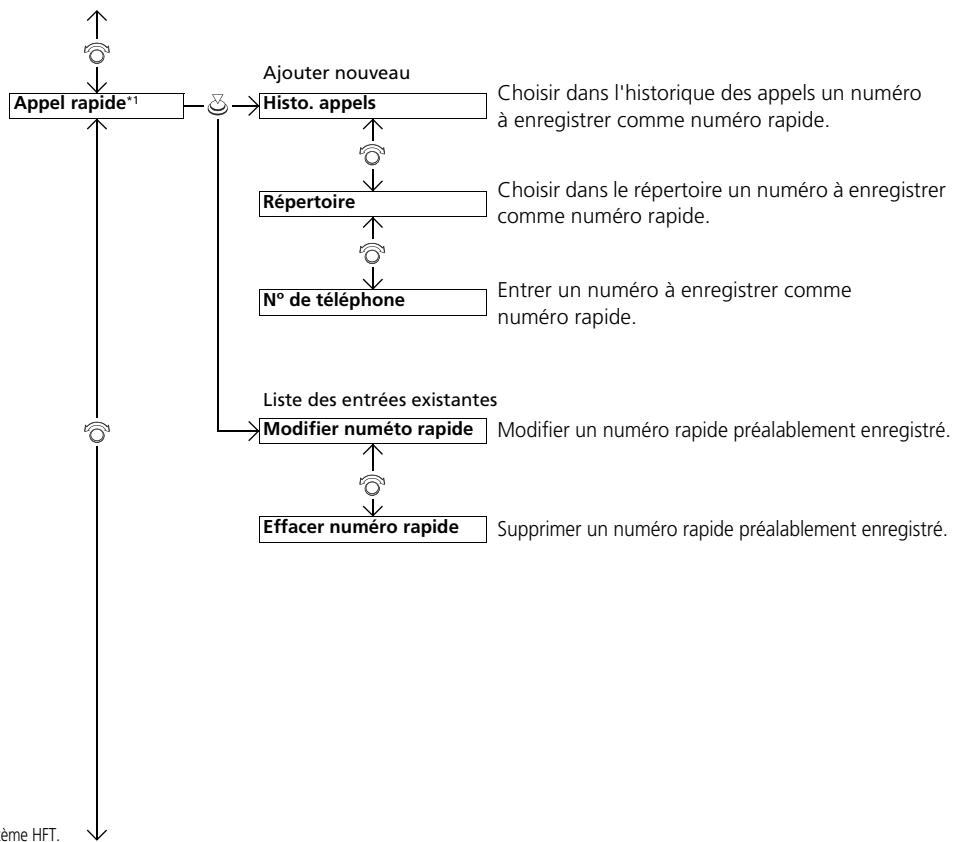 Appel rapide*1
Ajouter nouveau
Histo. appels
Choisir dans l'historique des appels un numéro
à enregistrer comme numéro rapide.
Répertoire
Choisir dans le répertoire un numéro à enregistrer
comme numéro rapide.
Nº de téléphone
Entrer un numéro à enregistrer comme
numéro rapide.
Liste des entrées existantes
Modifier numéto rapide
Modifier un numéro rapide préalablement enregistré.
Effacer numéro rapide
Supprimer un numéro rapide préalablement enregistré.
tème HFT.